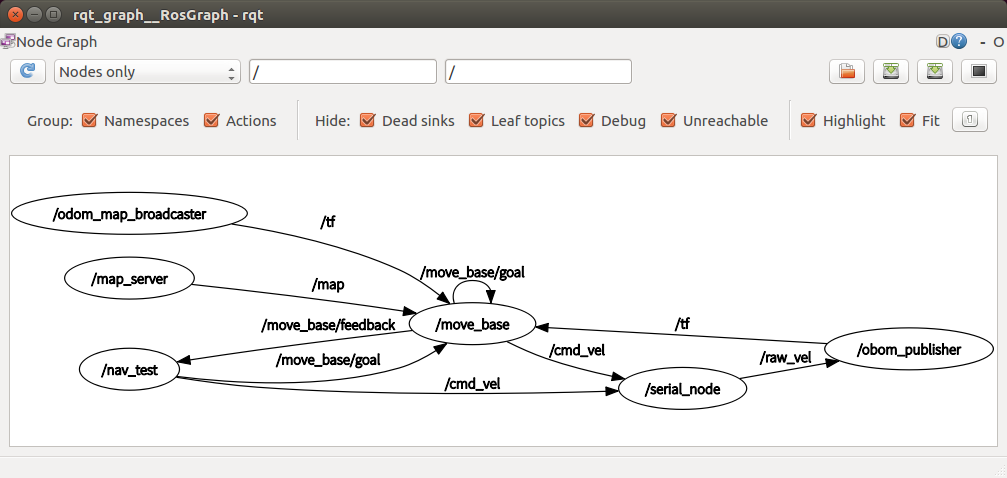 rqt_graph__RosGraph - rqt
Node Graph
D ? - O
Nodes only / /
Group: Namespaces Actions Hide: Dead sinks Leaf topics Debug Unreachable Highlight Fit
/odom_map_broadcaster
/tf
/map_server
/move_base/goal
/map
/move_base/feedback
/move_base
/tf
/move_base/goal
/cmd_vel
/obom_publisher
/nav_test
/raw_vel
/cmd_vel
/serial_node